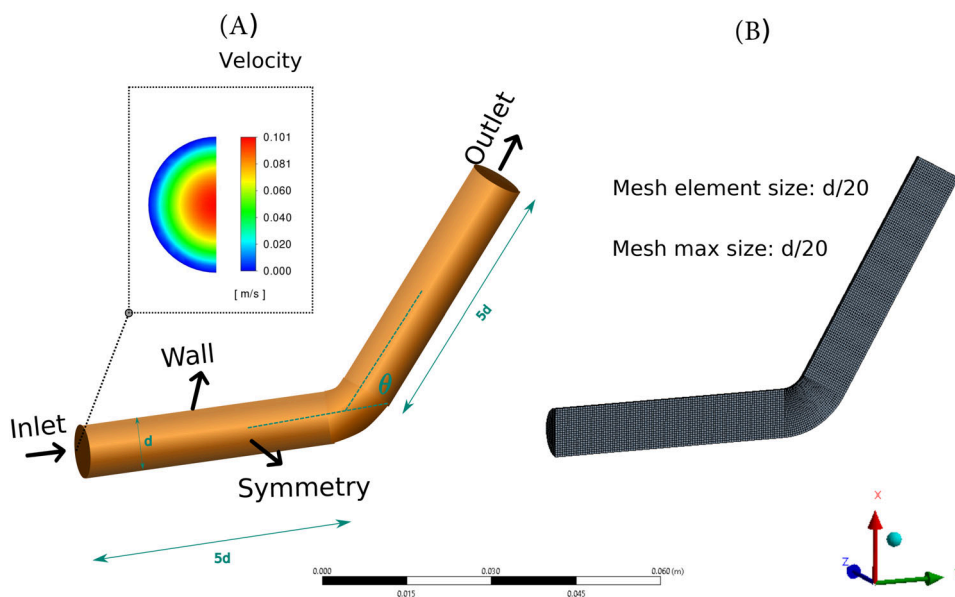 (A)
Velocity
0.101
0.081
0.060
0.040
0.020
0.000
[ m/s ]
Outlet
5d
θ
Wall
Inlet
d
Symmetry
5d
(B)
Mesh element size: d/20
Mesh max size: d/20
X
Z
0.000
0.030
0.060 (m)
0.015
0.045